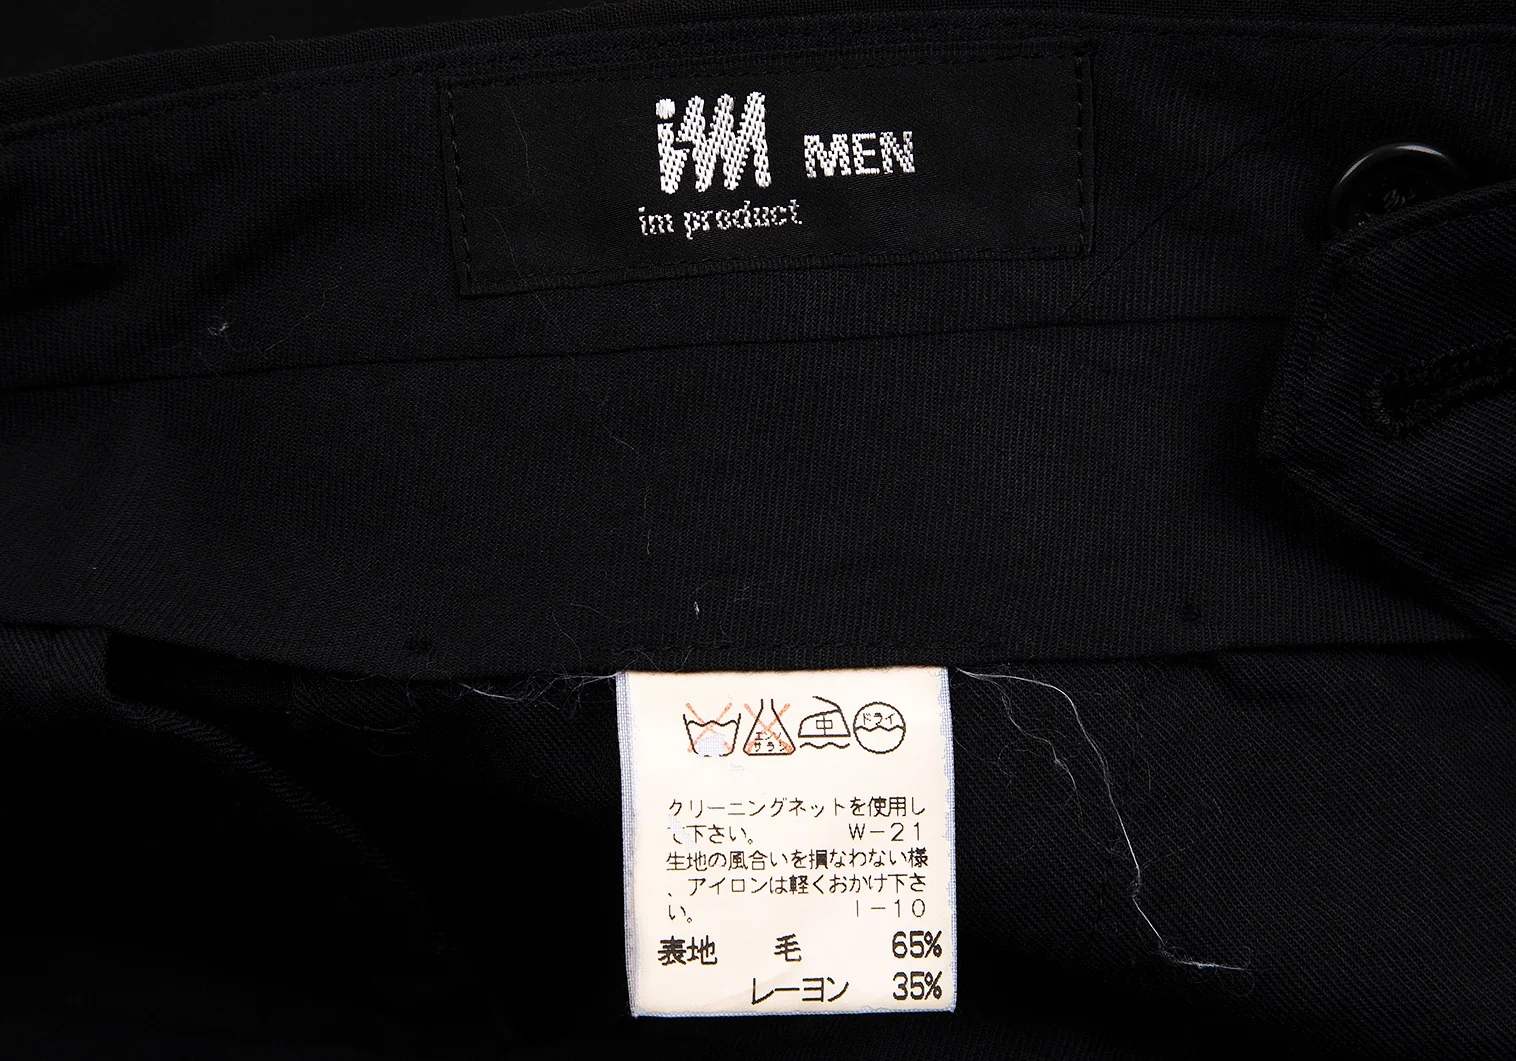 im MEN
im product
エンソ
サラシ
中
ドライ
クリーニングネットを使用し
て下さい。 W-21
生地の風合いを損なわない様
、アイロンは軽くおかけ下さ
い。 I-10
表地 毛 65%
レーヨン 35%